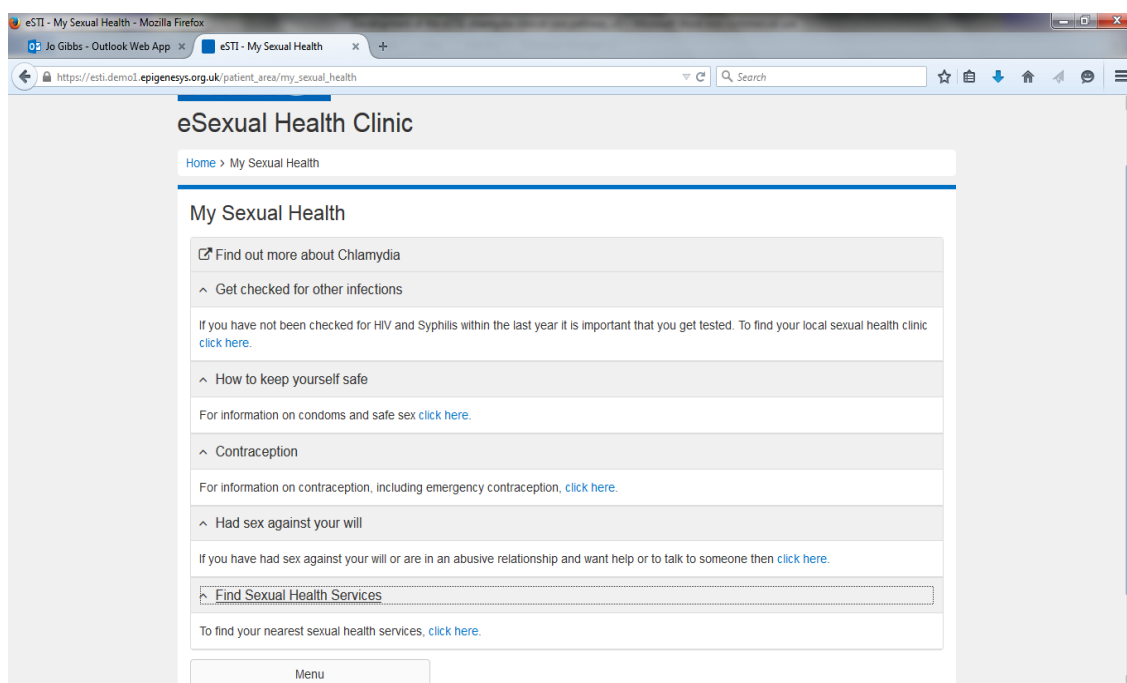 eSTI - My Sexual Health - Mozilla Firefox
Jo Gibbs - Outlook Web App
eSTI - My Sexual Health
https://esti.demo1.epigenesys.org.uk/patient_area/my_sexual_health
Search
eSexual Health Clinic
Home > My Sexual Health
My Sexual Health
Find out more about Chlamydia
Get checked for other infections
If you have not been checked for HIV and Syphilis within the last year it is important that you get tested. To find your local sexual health clinic
click here.
How to keep yourself safe
For information on condoms and safe sex click here.
Contraception
For information on contraception, including emergency contraception, click here.
Had sex against your will
If you have had sex against your will or are in an abusive relationship and want help or to talk to someone then click here.
Find Sexual Health Services
To find your nearest sexual health services, click here.
Menu